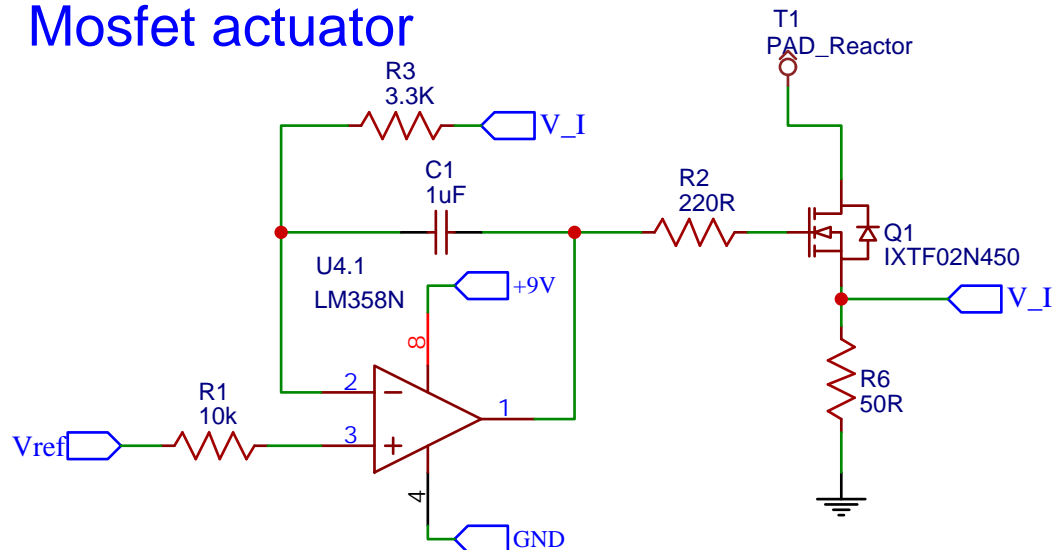 Mosfet actuator
T1
PAD_Reactor
R3
3.3K
V_I
C1
1uF
R2
220R
Q1
IXTF02N450
U4.1
LM358N
+9V
V_I
8
R1
10k
2
1
3
Vref
R6
50R
4
GND